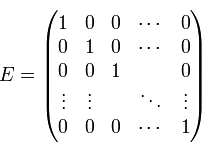 E = ( 1 0 0 ⋯ 0
0 1 0 ⋯ 0
0 0 1 0
⋮ ⋮ ⋱ ⋮
0 0 0 ⋯ 1 )